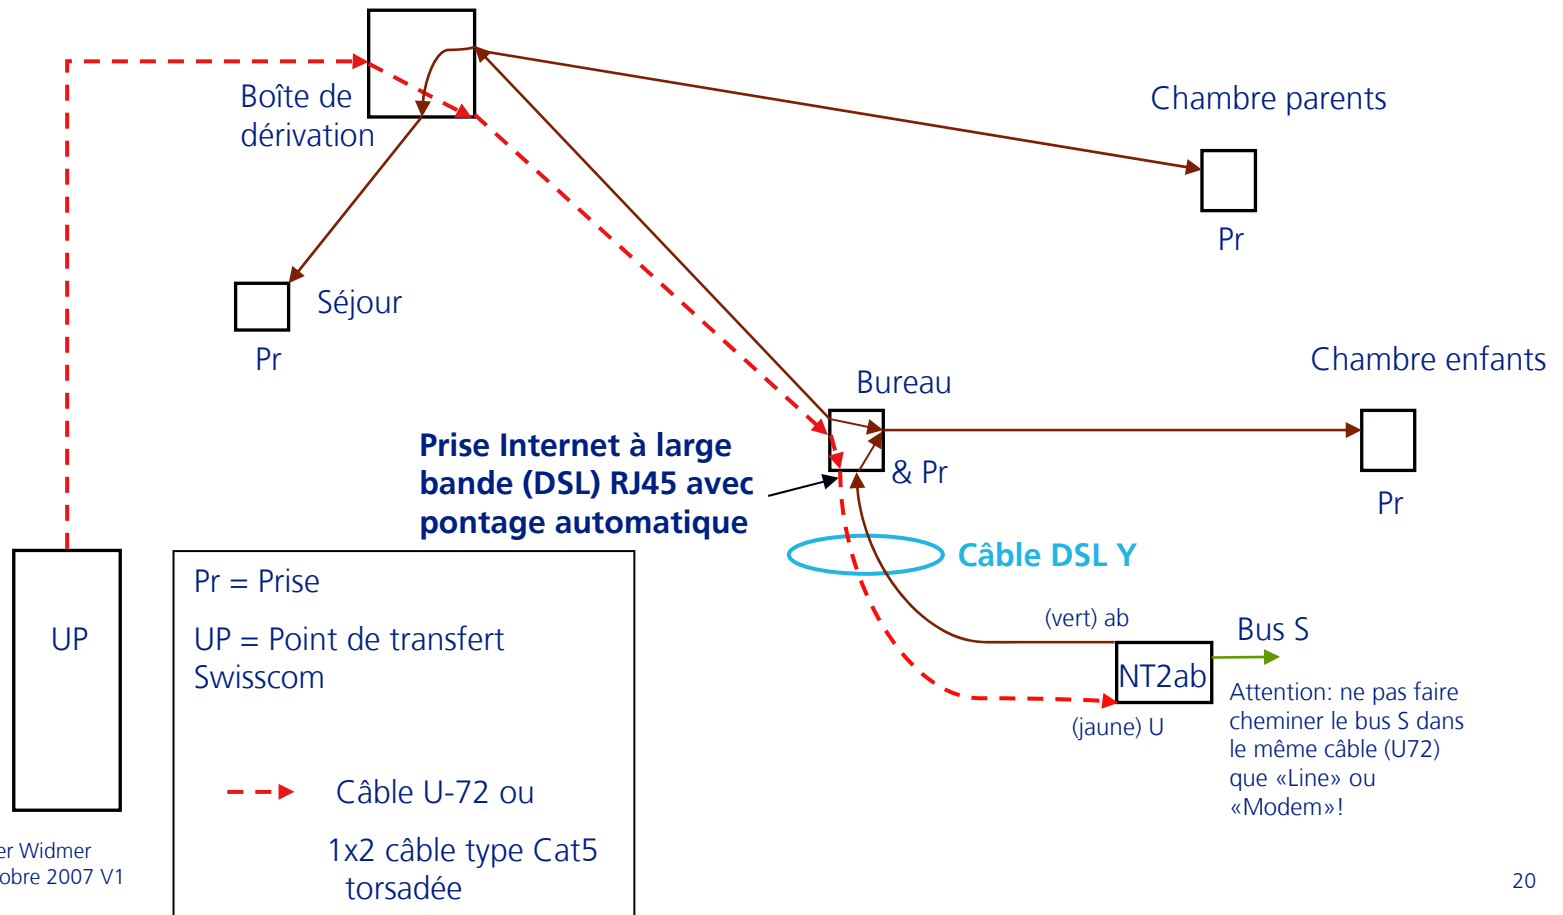 Boîte de
dérivation
Chambre parents
Pr
Séjour
Pr
Chambre enfants
Bureau
Prise Internet à large
bande (DSL) RJ45 avec
pontage automatique
& Pr
Pr
Câble DSL Y
Pr = Prise
UP
UP = Point de transfert
Swisscom
(vert) ab
Bus S
NT2ab
(jaune) U
Attention: ne pas faire
cheminer le bus S dans
le même câble (U72)
que «Line» ou
«Modem»!
Câble U-72 ou
1x2 câble type Cat5
torsadée
er Widmer
obre 2007 V1
20